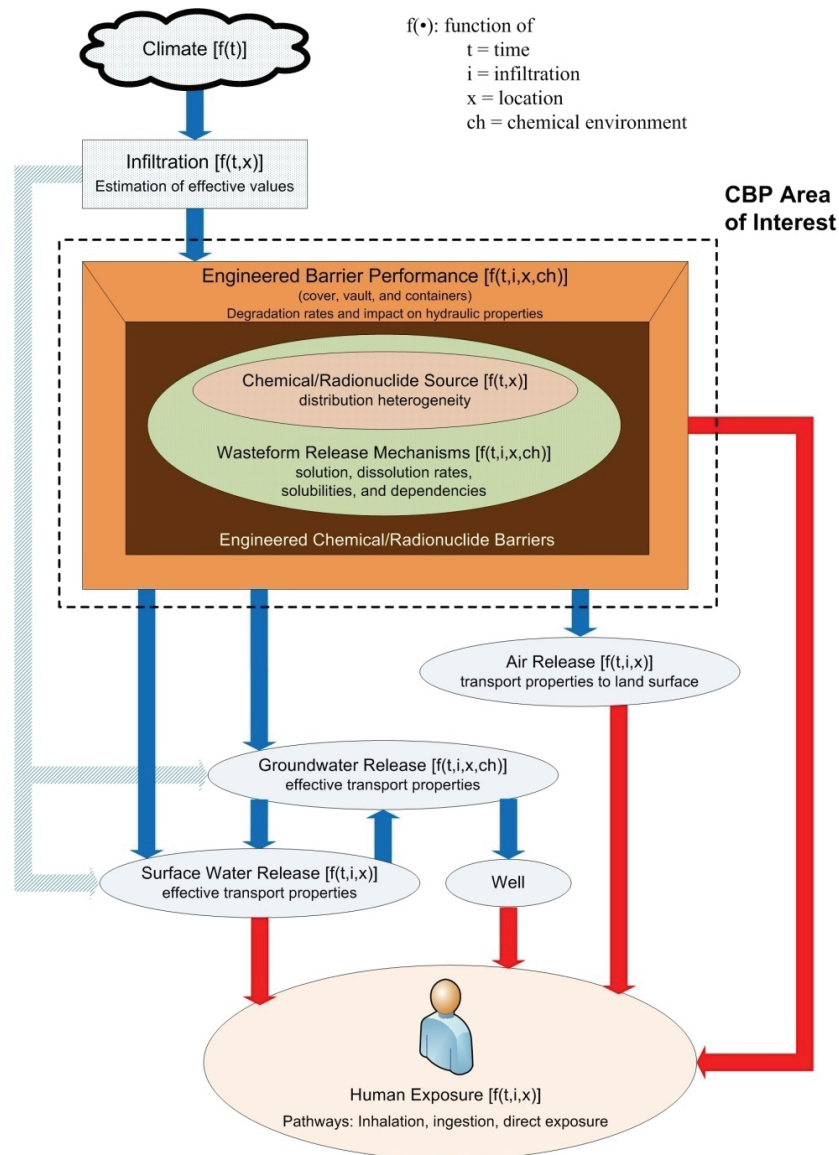 Climate [f(t)]
f(•): function of
t = time
i = infiltration
x = location
ch = chemical environment
Infiltration [f(t,x)]
Estimation of effective values
CBP Area
of Interest
Engineered Barrier Performance [f(t,i,x,ch)]
(cover, vault, and containers)
Degradation rates and impact on hydraulic properties
Chemical/Radionuclide Source [f(t,x)]
distribution heterogeneity
Wasteform Release Mechanisms [f(t,i,x,ch)]
solution, dissolution rates,
solubilities, and dependencies
Engineered Chemical/Radionuclide Barriers
Air Release [f(t,i,x)]
transport properties to land surface
Groundwater Release [f(t,i,x,ch)]
effective transport properties
Surface Water Release [f(t,i,x)]
effective transport properties
Well
Human Exposure [f(t,i,x)]
Pathways: Inhalation, ingestion, direct exposure